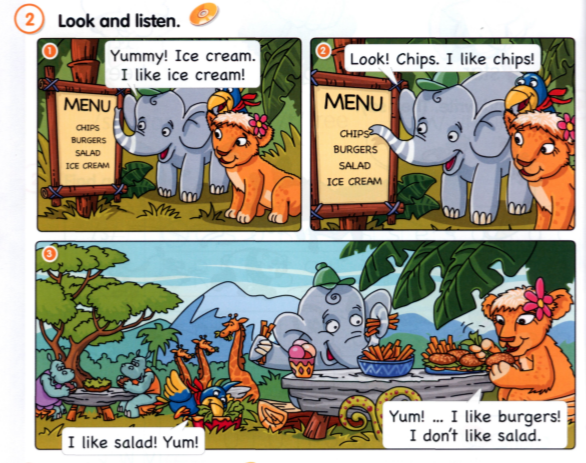 2 Look and listen.
1
Yummy! Ice cream.
I like ice cream!
MENU
CHIPS
BURGERS
SALAD
ICE CREAM
2
Look! Chips. I like chips!
MENU
CHIPS
BURGERS
SALAD
ICE CREAM
3
I like salad! Yum!
Yum! ... I like burgers!
I don't like salad.